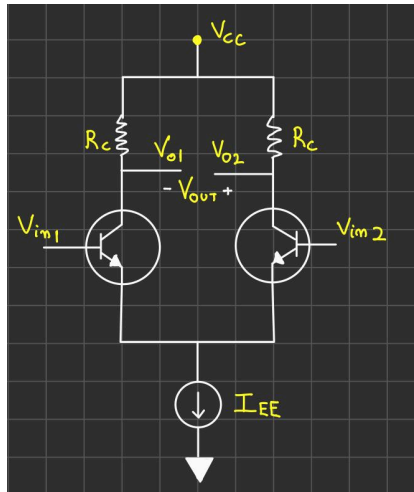 Vcc
Rc
Vo1
Vo2
Rc
- VOUT +
Vin1
Vin2
IEE